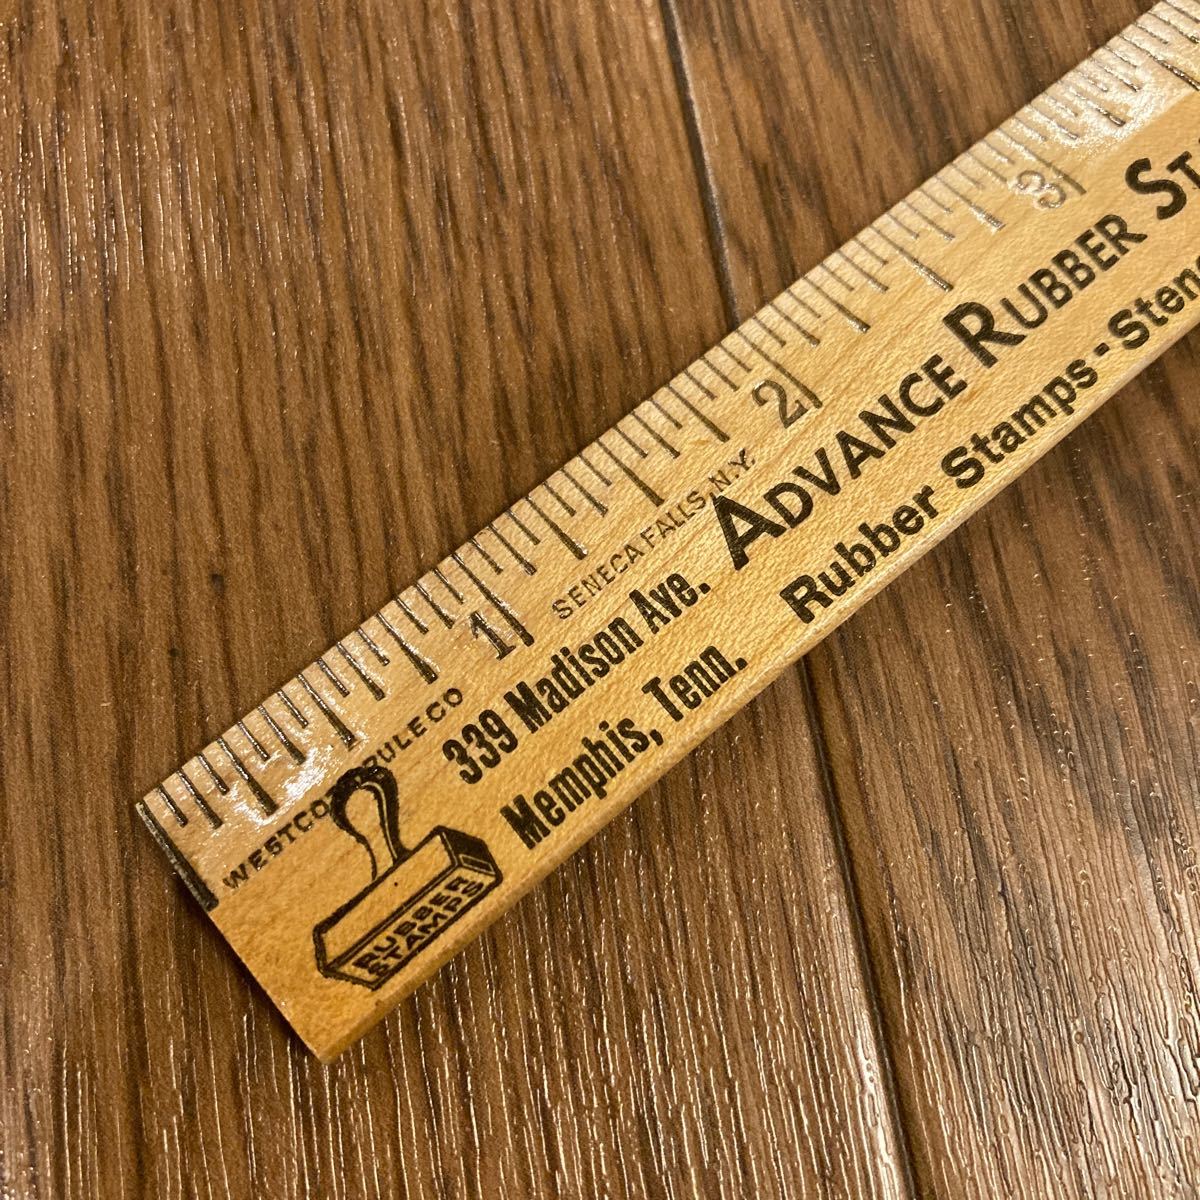 1 2 3
WESTCOTT RULE CO
SENECA FALLS, N.Y.
RUBBER
STAMPS
339 Madison Ave.
Memphis, Tenn.
ADVANCE RUBBER
Rubber Stamps -